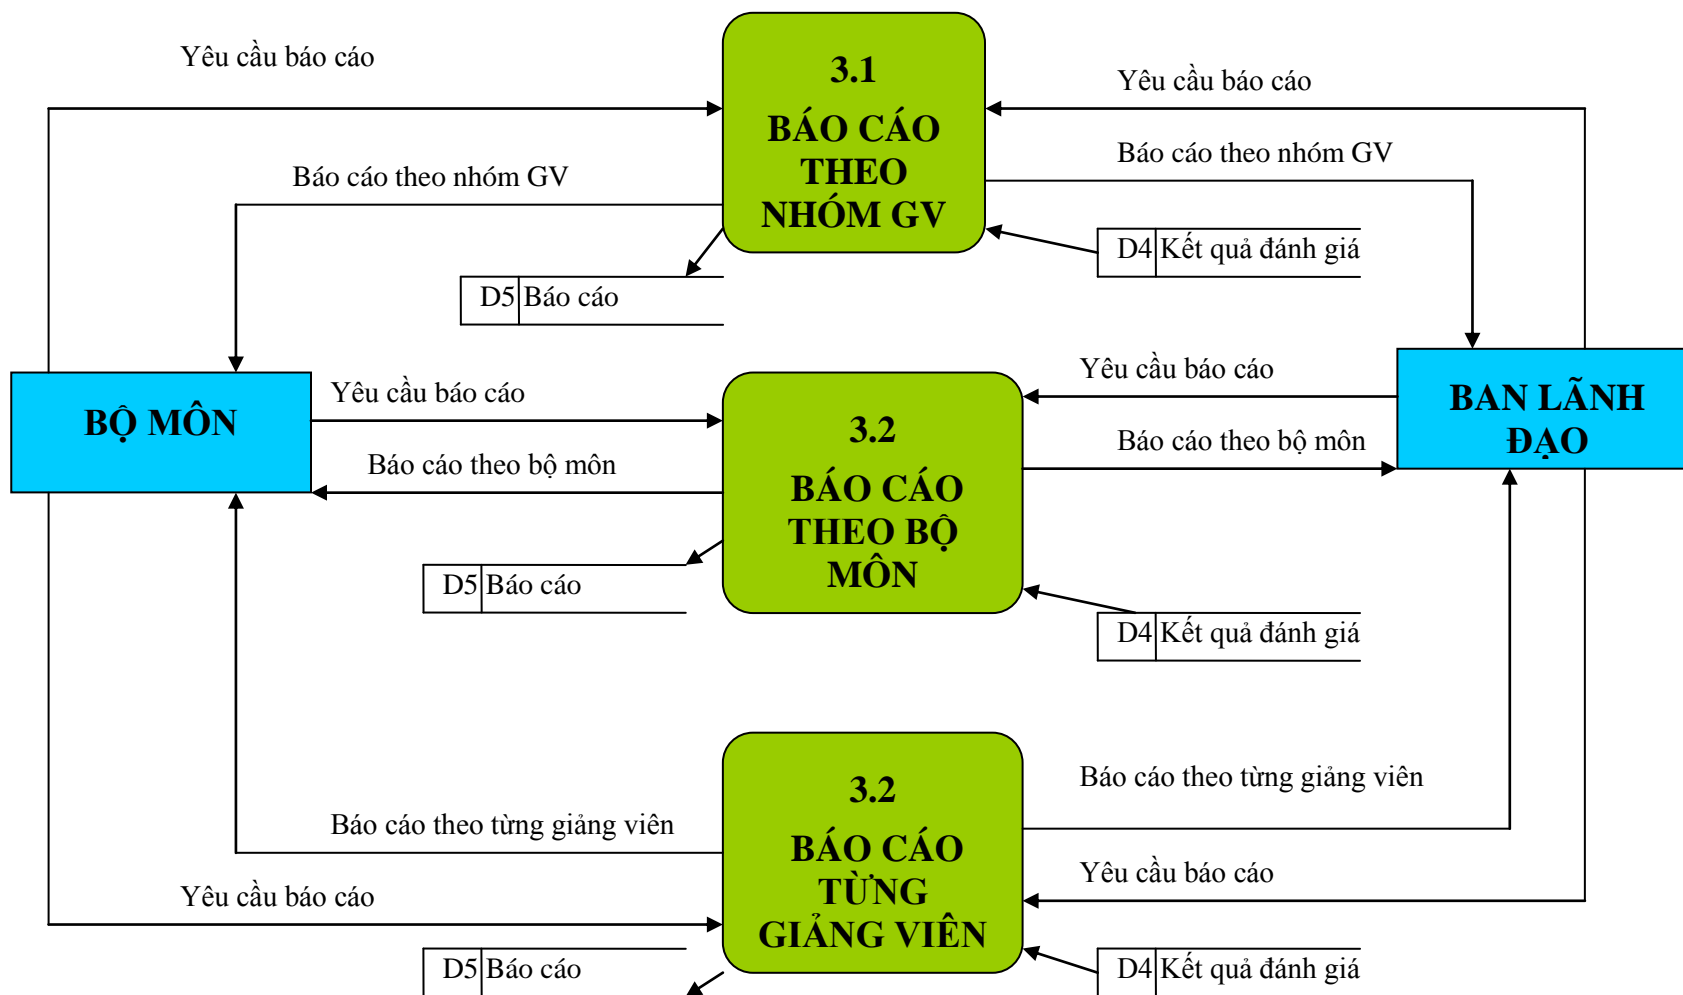 Yêu cầu báo cáo
3.1
BÁO CÁO
THEO
NHÓM GV
Yêu cầu báo cáo
Báo cáo theo nhóm GV
Báo cáo theo nhóm GV
D4 Kết quả đánh giá
D5 Báo cáo
BỘ MÔN
Yêu cầu báo cáo
Báo cáo theo bộ môn
3.2
BÁO CÁO
THEO BỘ
MÔN
Yêu cầu báo cáo
Báo cáo theo bộ môn
BAN LÃNH
ĐẠO
D5 Báo cáo
D4 Kết quả đánh giá
3.2
BÁO CÁO
TỪNG
GIẢNG VIÊN
Báo cáo theo từng giảng viên
Báo cáo theo từng giảng viên
Yêu cầu báo cáo
Yêu cầu báo cáo
D5 Báo cáo
D4 Kết quả đánh giá